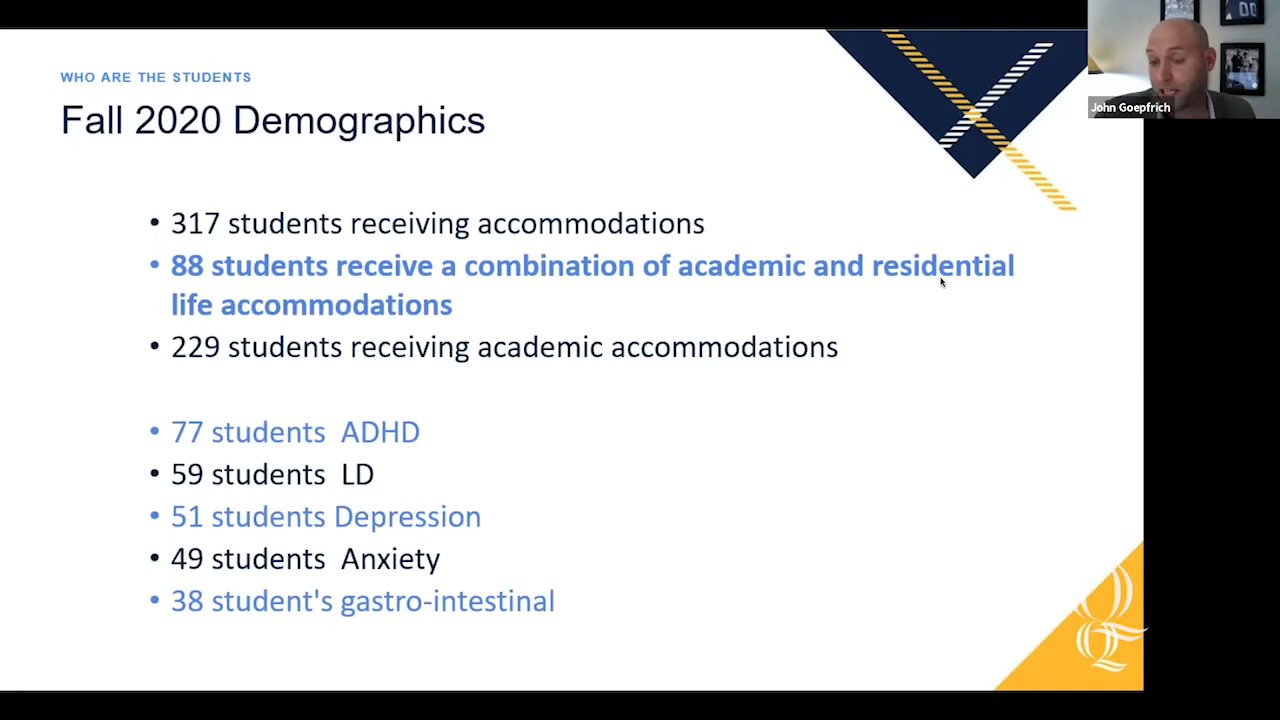 WHO ARE THE STUDENTS
Fall 2020 Demographics
John Goepfrich
• 317 students receiving accommodations
• 88 students receive a combination of academic and residential
life accommodations
• 229 students receiving academic accommodations
• 77 students  ADHD
• 59 students  LD
• 51 students Depression
• 49 students  Anxiety
• 38 student's gastro-intestinal